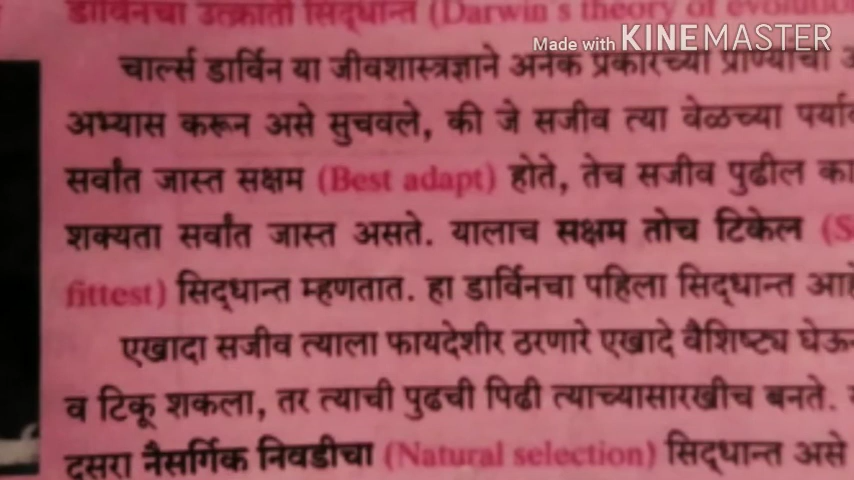 डार्विनचा उत्क्रांती सिद्धान्त (Darwin's theory of
Made with KINEMASTER
चार्ल्स डार्विन या जीवशास्त्रज्ञाने अनेक प्रकारच्या प्राण्यांचा
अभ्यास करून असे सुचवले, की जे सजीव त्या वेळच्या
सर्वांत जास्त सक्षम (Best adapt) होते, तेच सजीव पुढील
शक्यता सर्वांत जास्त असते. यालाच सक्षम तोच टिकेल
fittest) सिद्धान्त म्हणतात. हा डार्विनचा पहिला सिद्धान्त
एखादा सजीव त्याला फायदेशीर ठरणारे एखादे वैशिष्ट्य
व टिकू शकला, तर त्याची पुढची पिढी त्याच्यासारखीच बनते.
दुसरा नैसर्गिक निवडीचा (Natural selection) सिद्धान्त असे